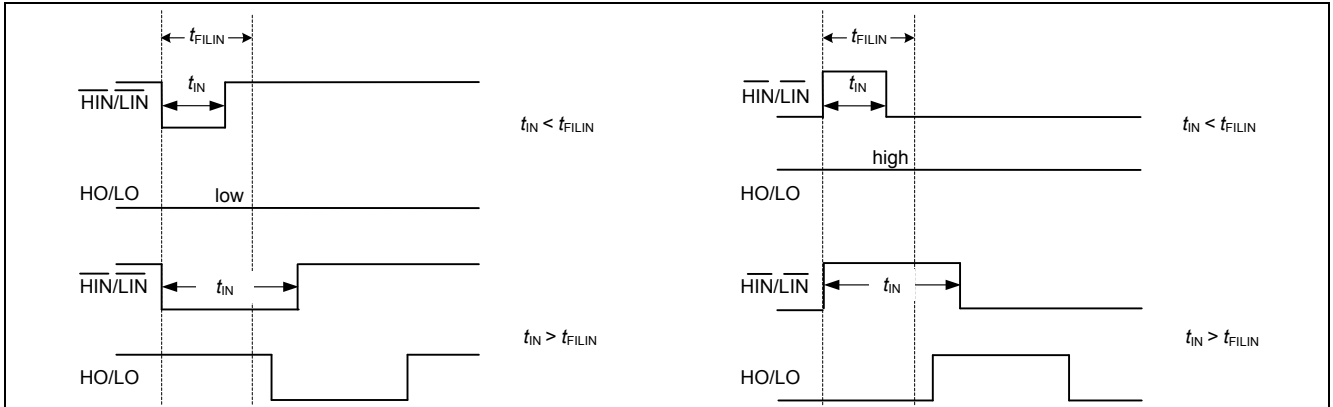 tFILIN
HIN/LIN
tIN
tIN < tFILIN
HO/LO
low
HIN/LIN
tIN
tIN > tFILIN
HO/LO
tFILIN
HIN/LIN
tIN
tIN < tFILIN
high
HO/LO
HIN/LIN
tIN
tIN > tFILIN
HO/LO